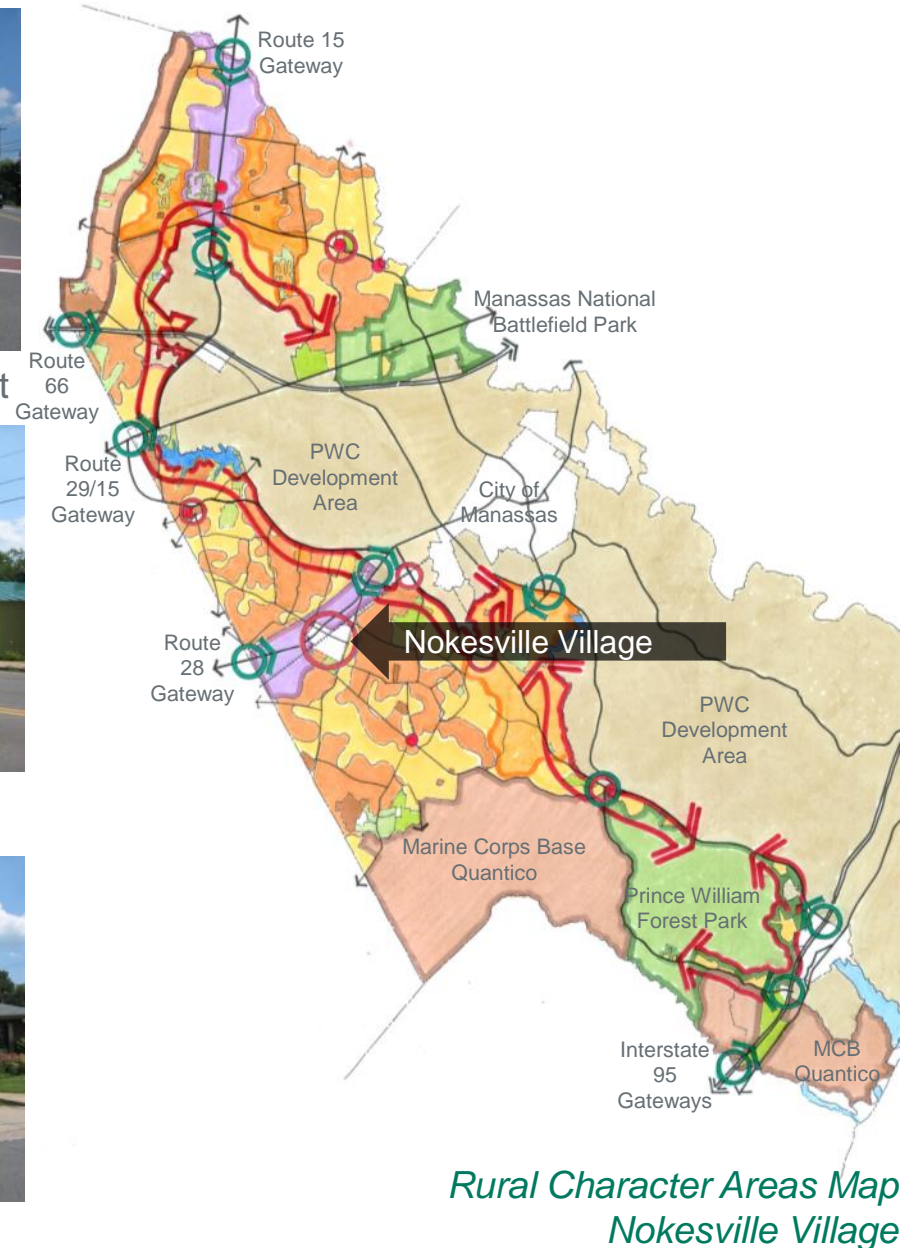 Route 15
Gateway
Manassas National
Battlefield Park
Route
66
Gateway
t
Route
29/15
Gateway
PWC
Development
Area
City of
Manassas
Nokesville Village
Route
28
Gateway
PWC
Development
Area
Marine Corps Base
Quantico
Prince William
Forest Park
Interstate
95
Gateways
MCB
Quantico
Rural Character Areas Map
Nokesville Village